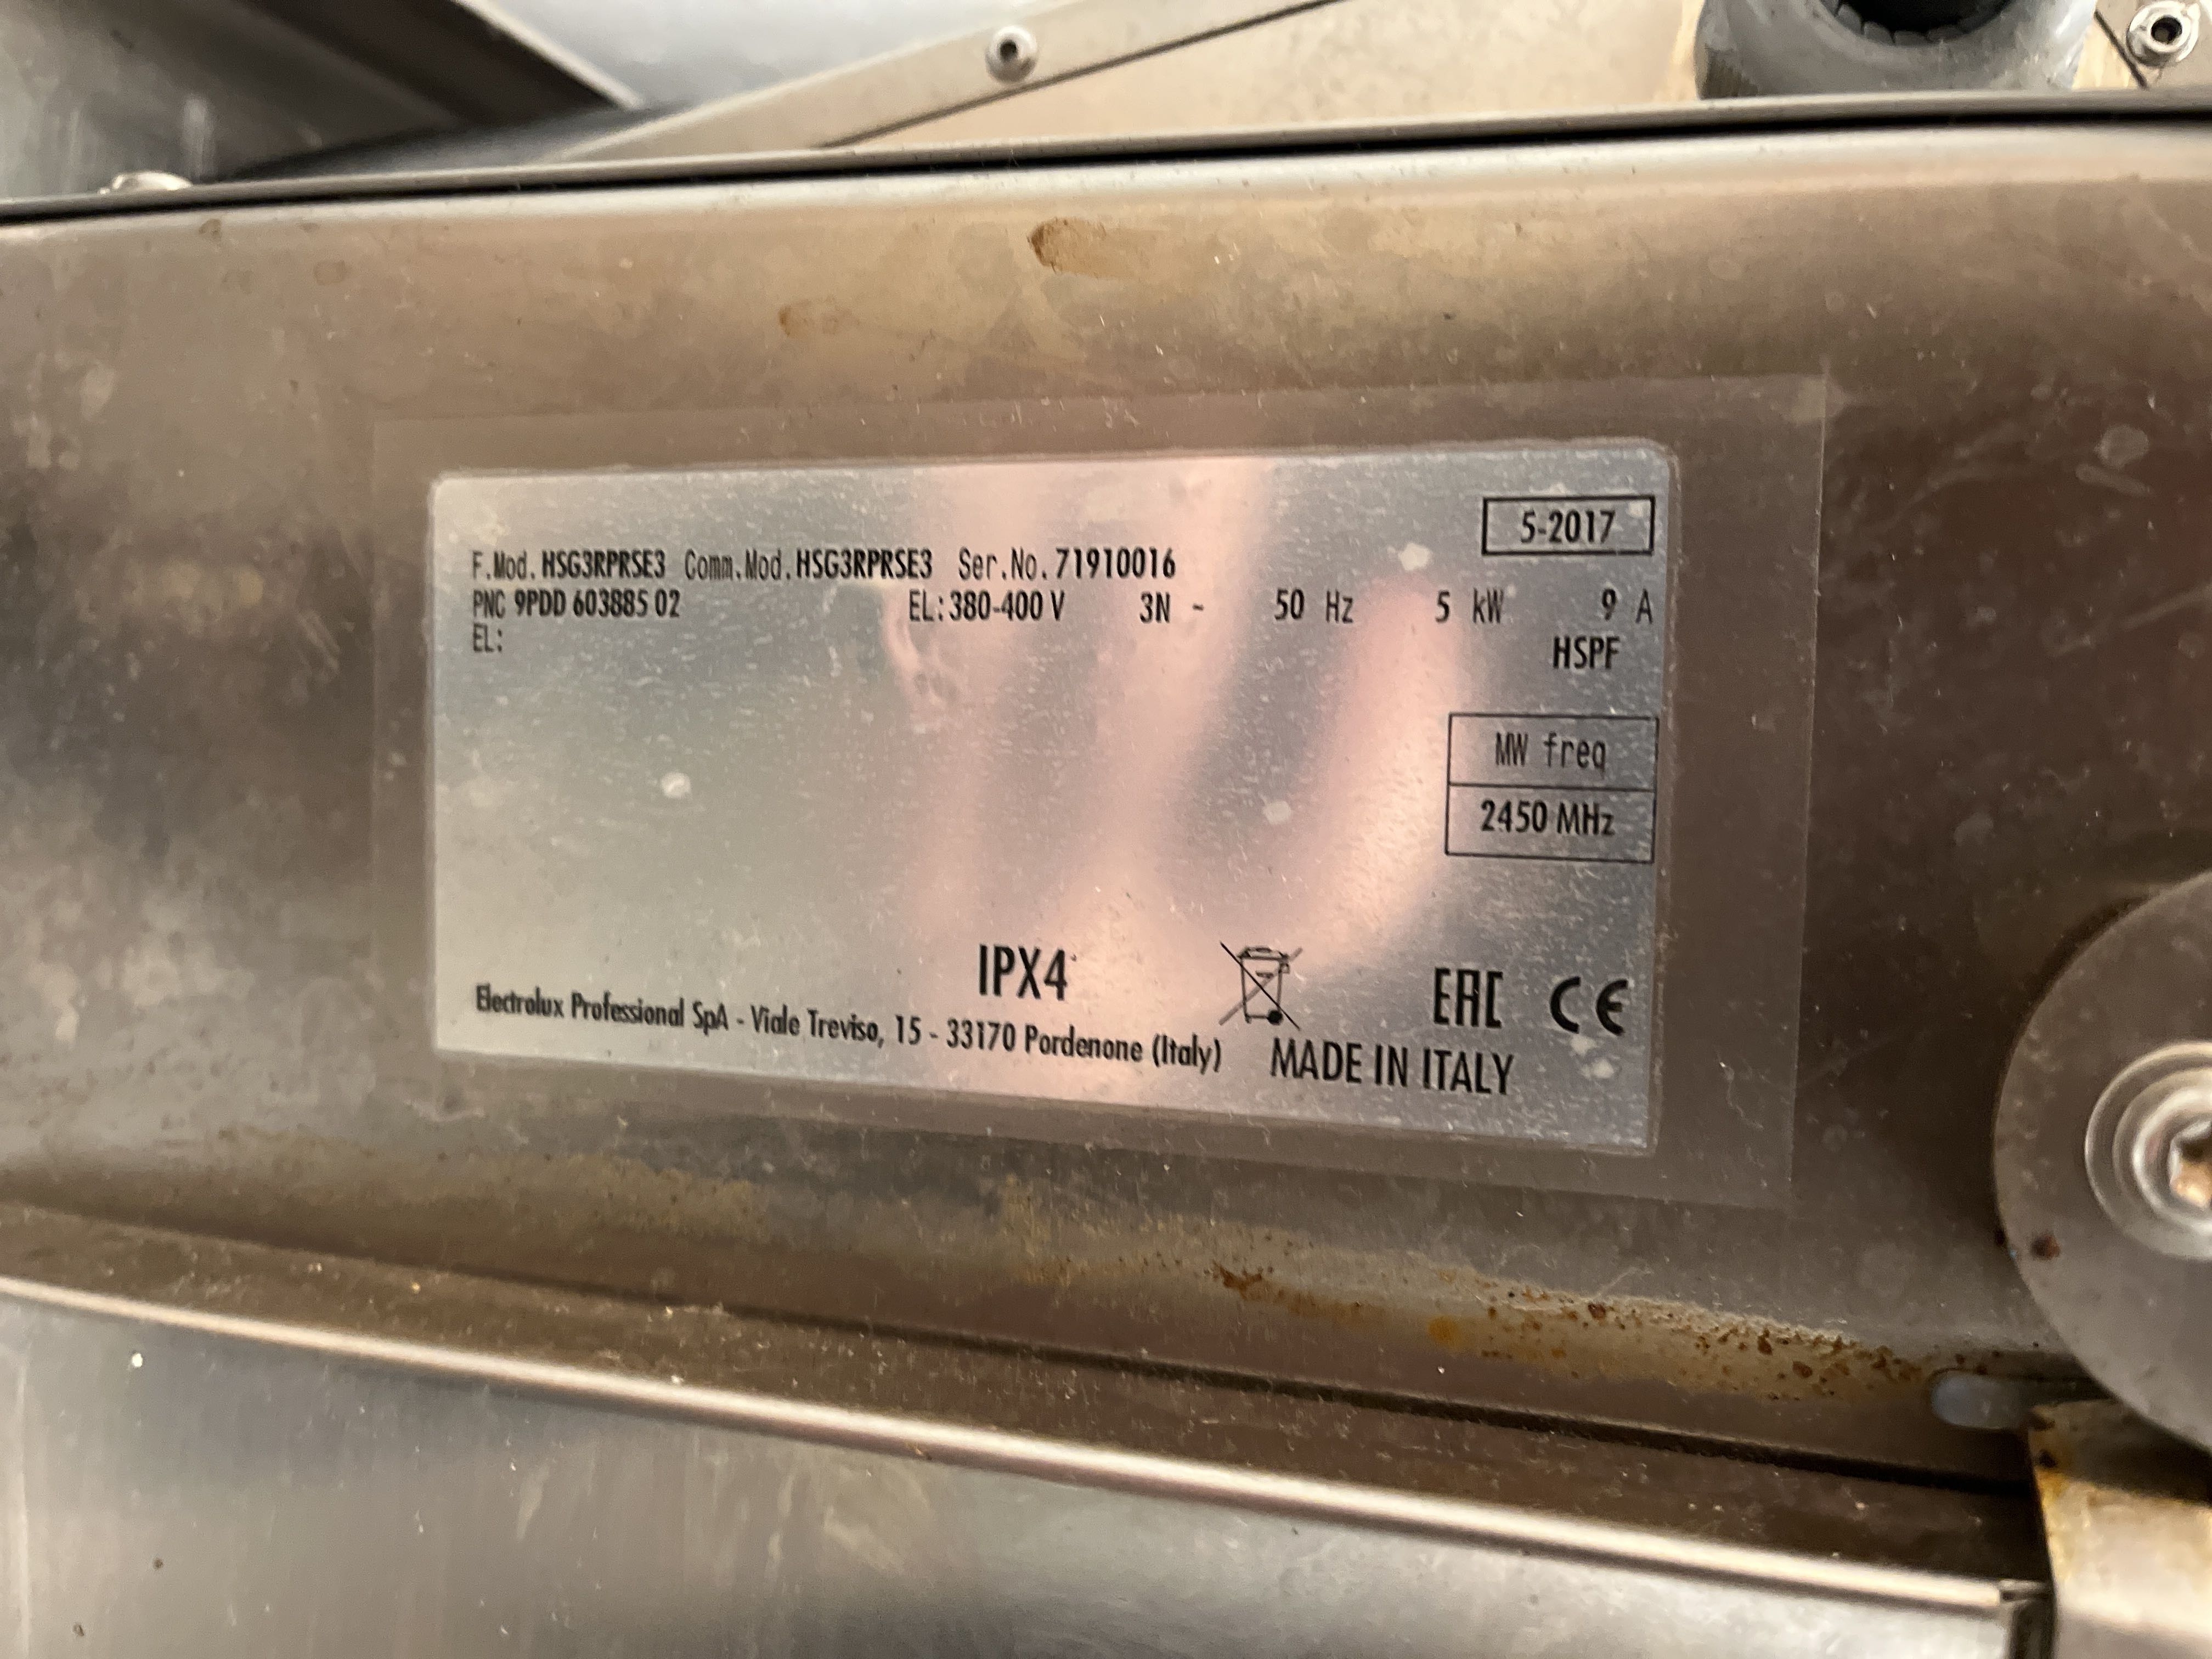 5-2017
F.Mod. HSG3RPRSE3 Comm.Mod. HSG3RPRSE3 Ser.No. 71910016
PNC 9PDD 603885 02 EL: 380-400 V 3N ~ 50 Hz 5 kW 9 A
EL:
HSPF
MW freq
2450 MHz
IPX4
EAC CE
Electrolux Professional SpA - Viale Treviso, 15 - 33170 Pordenone (Italy) MADE IN ITALY